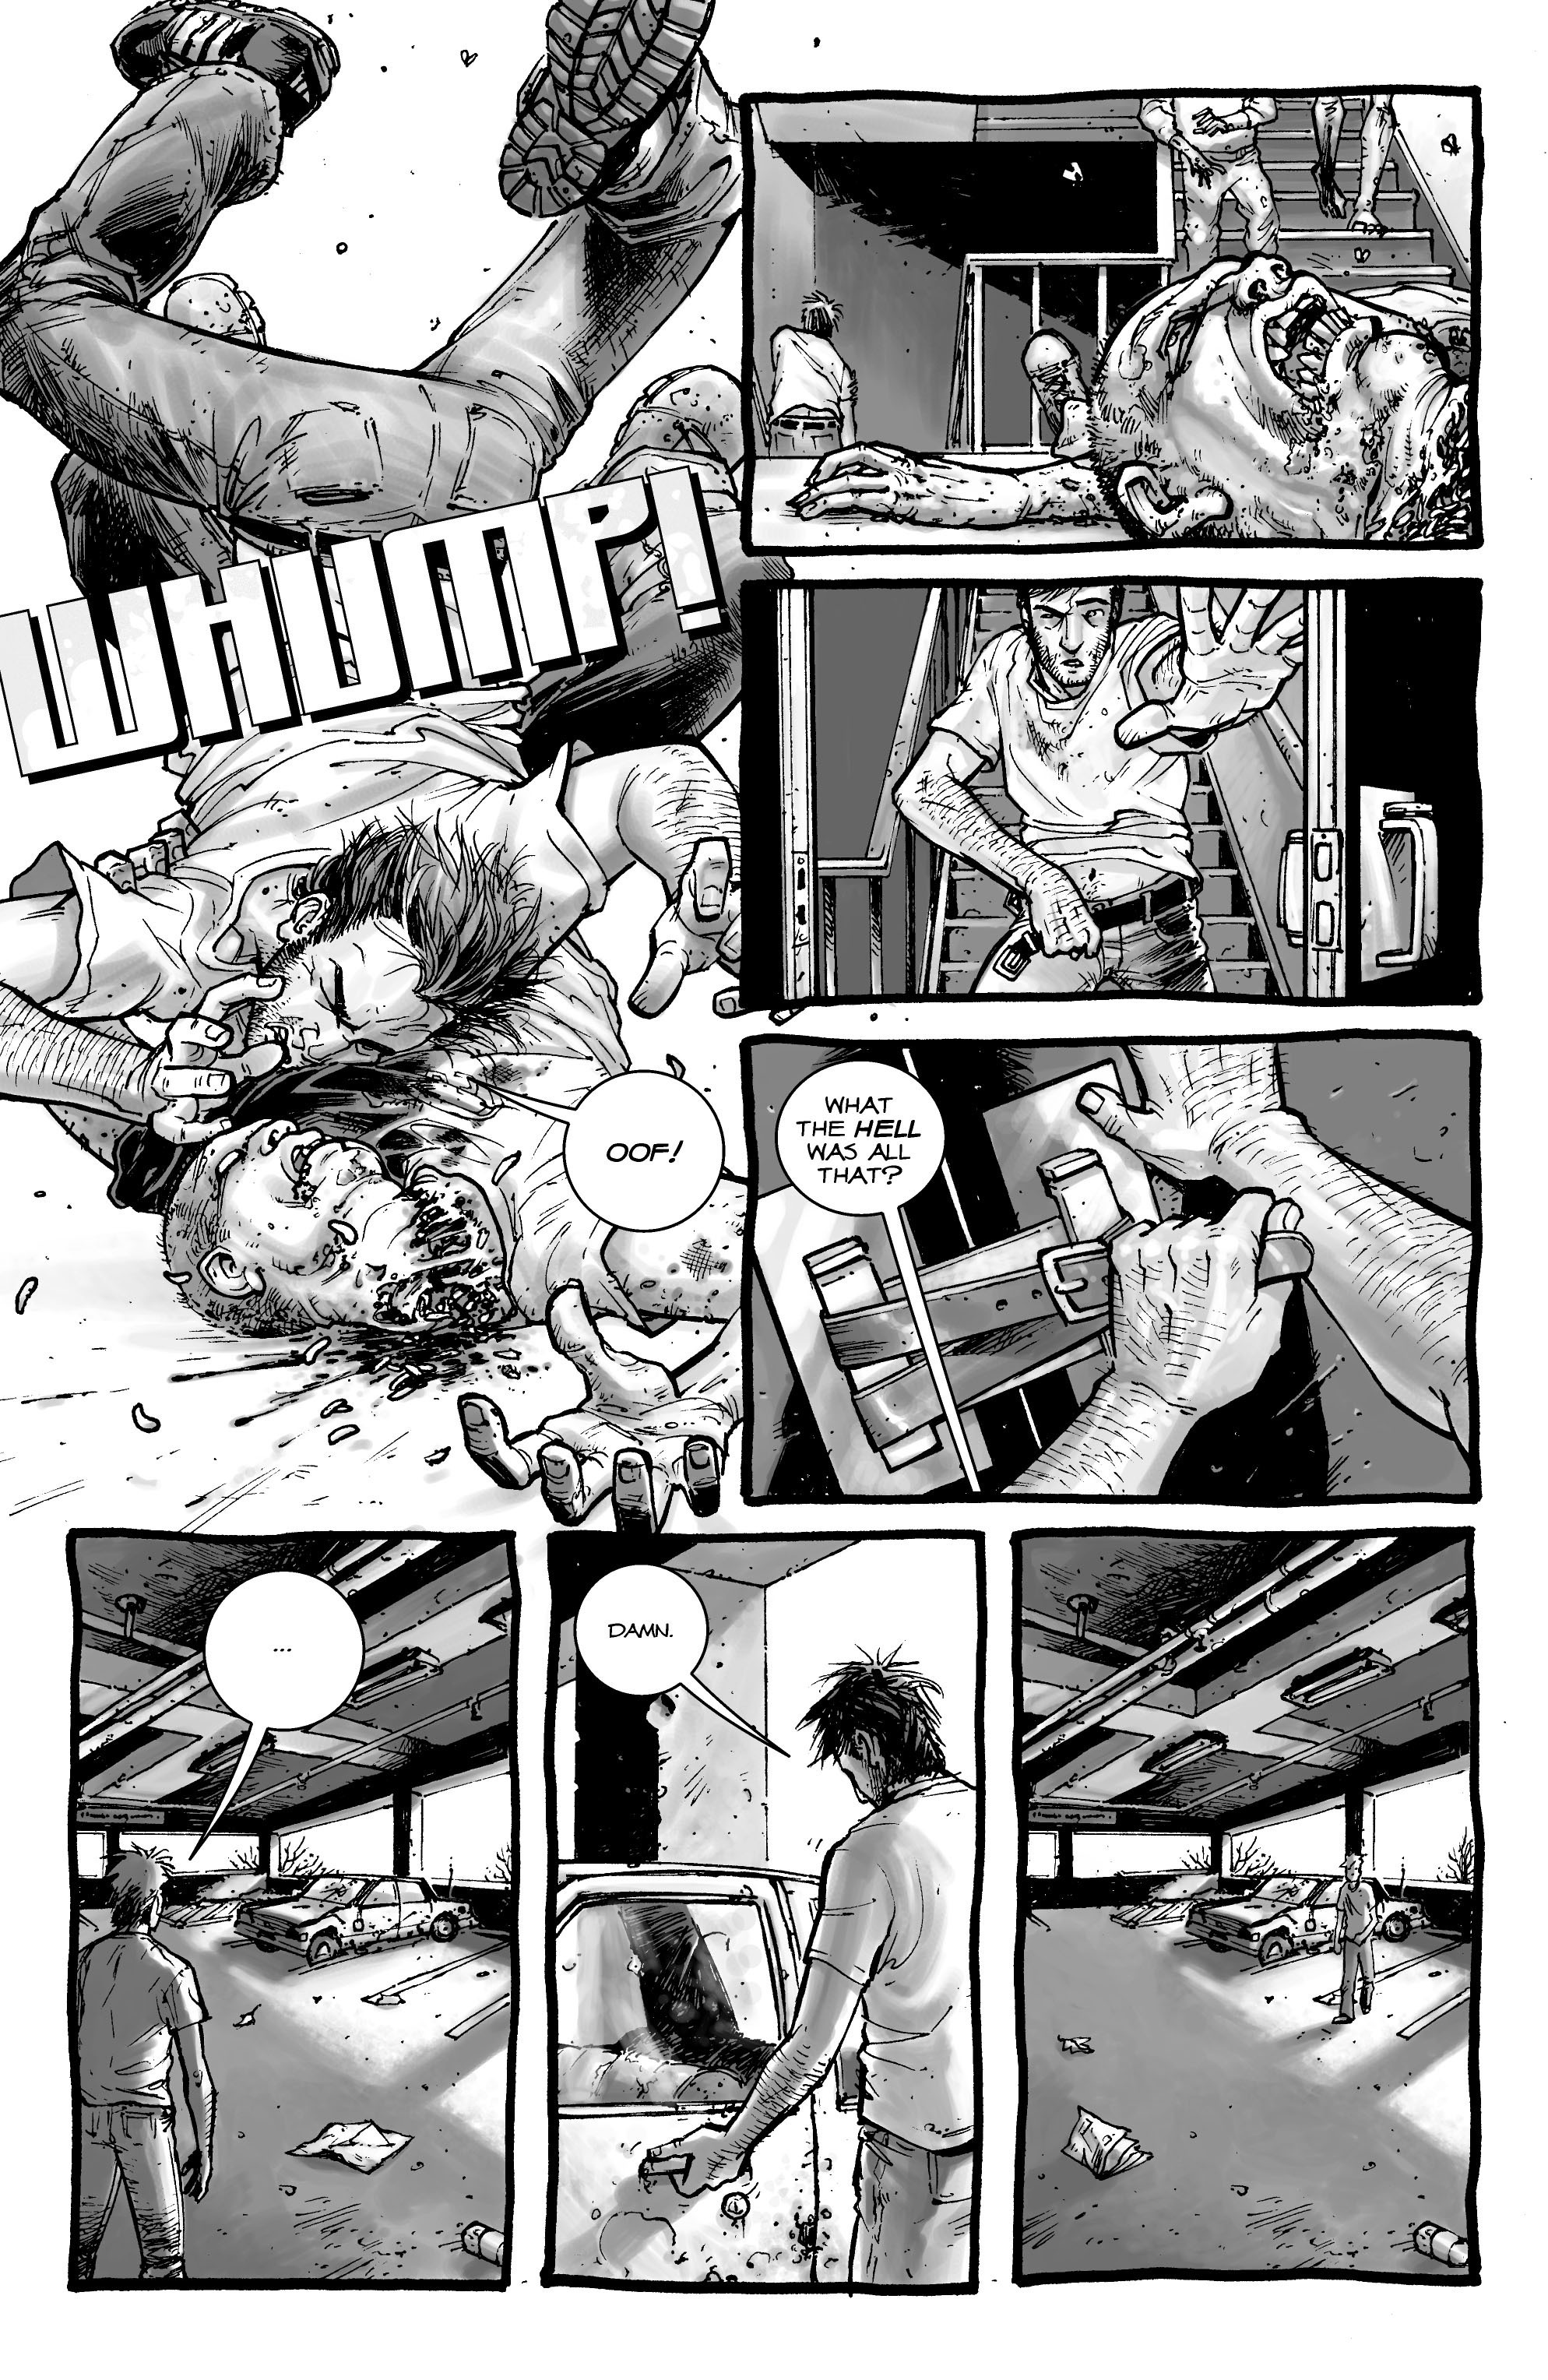 WHUMP!
OOF!
WHAT
THE HELL
WAS ALL
THAT?
...
DAMN.